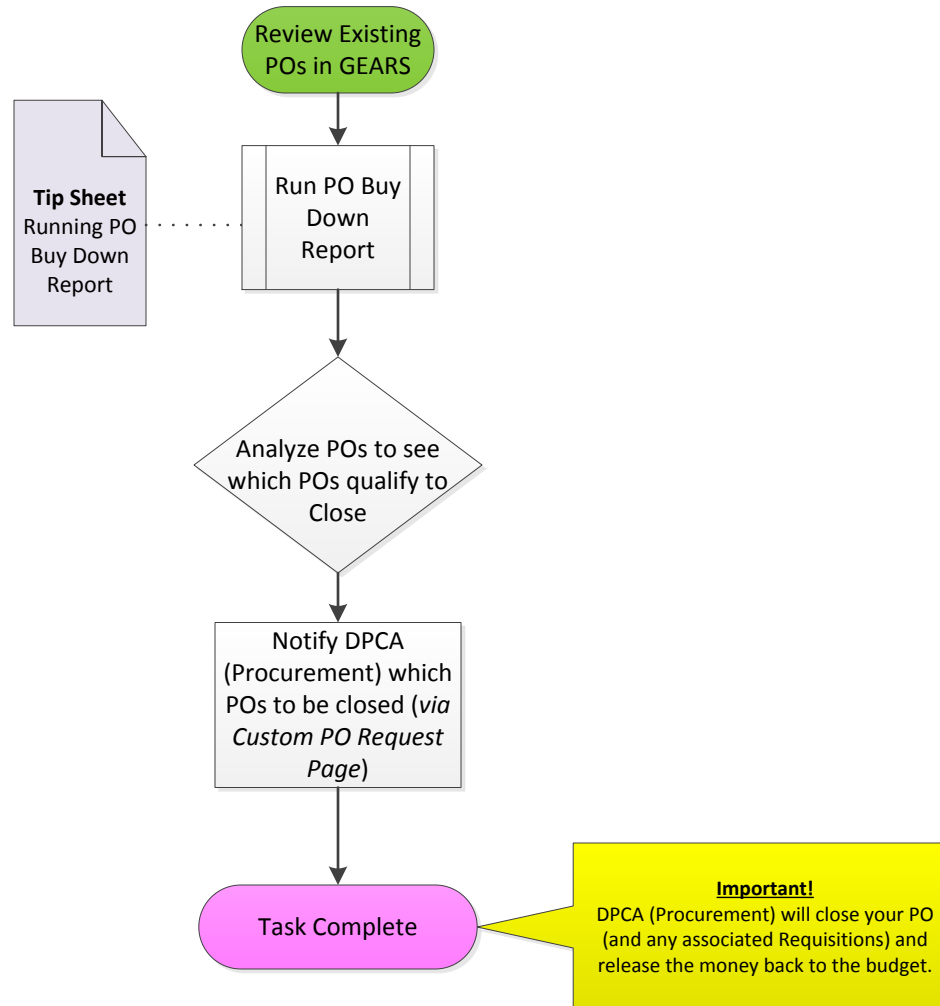 Review Existing
POs in GEARS
Tip Sheet
Running PO
Buy Down
Report
Run PO Buy
Down
Report
Analyze POs to see
which POs qualify to
Close
Notify DPCA
(Procurement) which
POs to be closed (via
Custom PO Request
Page)
Task Complete
Important!
DPCA (Procurement) will close your PO
(and any associated Requisitions) and
release the money back to the budget.